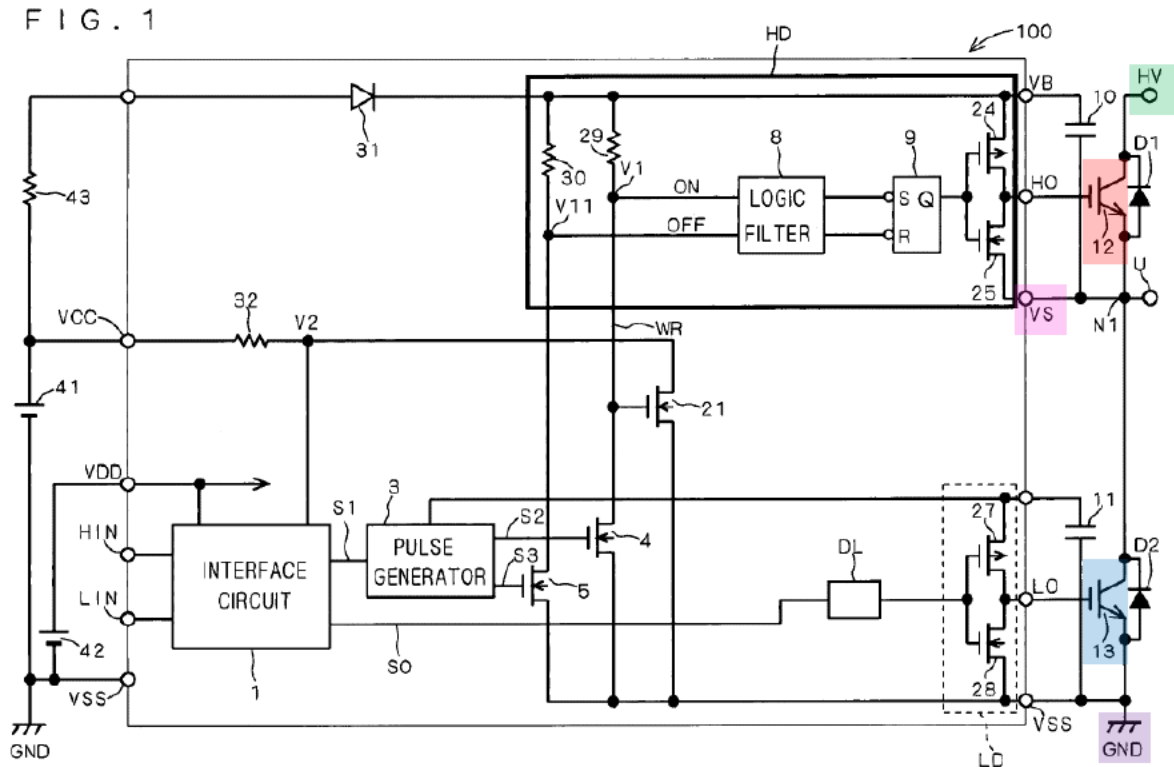 FIG. 1
100
HD
VB
HV
10
24
D1
31
29
8
9
43
30
V1
ON
LOGIC
FILTER
S Q
R
HO
12
V11
OFF
25
U
VS
N1
32
VCC
V2
WR
41
21
VDD
3
S1
S2
27
11
HIN
PULSE
GENERATOR
4
DL
D2
INTERFACE
CIRCUIT
S3
5
LO
LIN
13
42
1
SO
28
VSS
VSS
GND
LD
GND